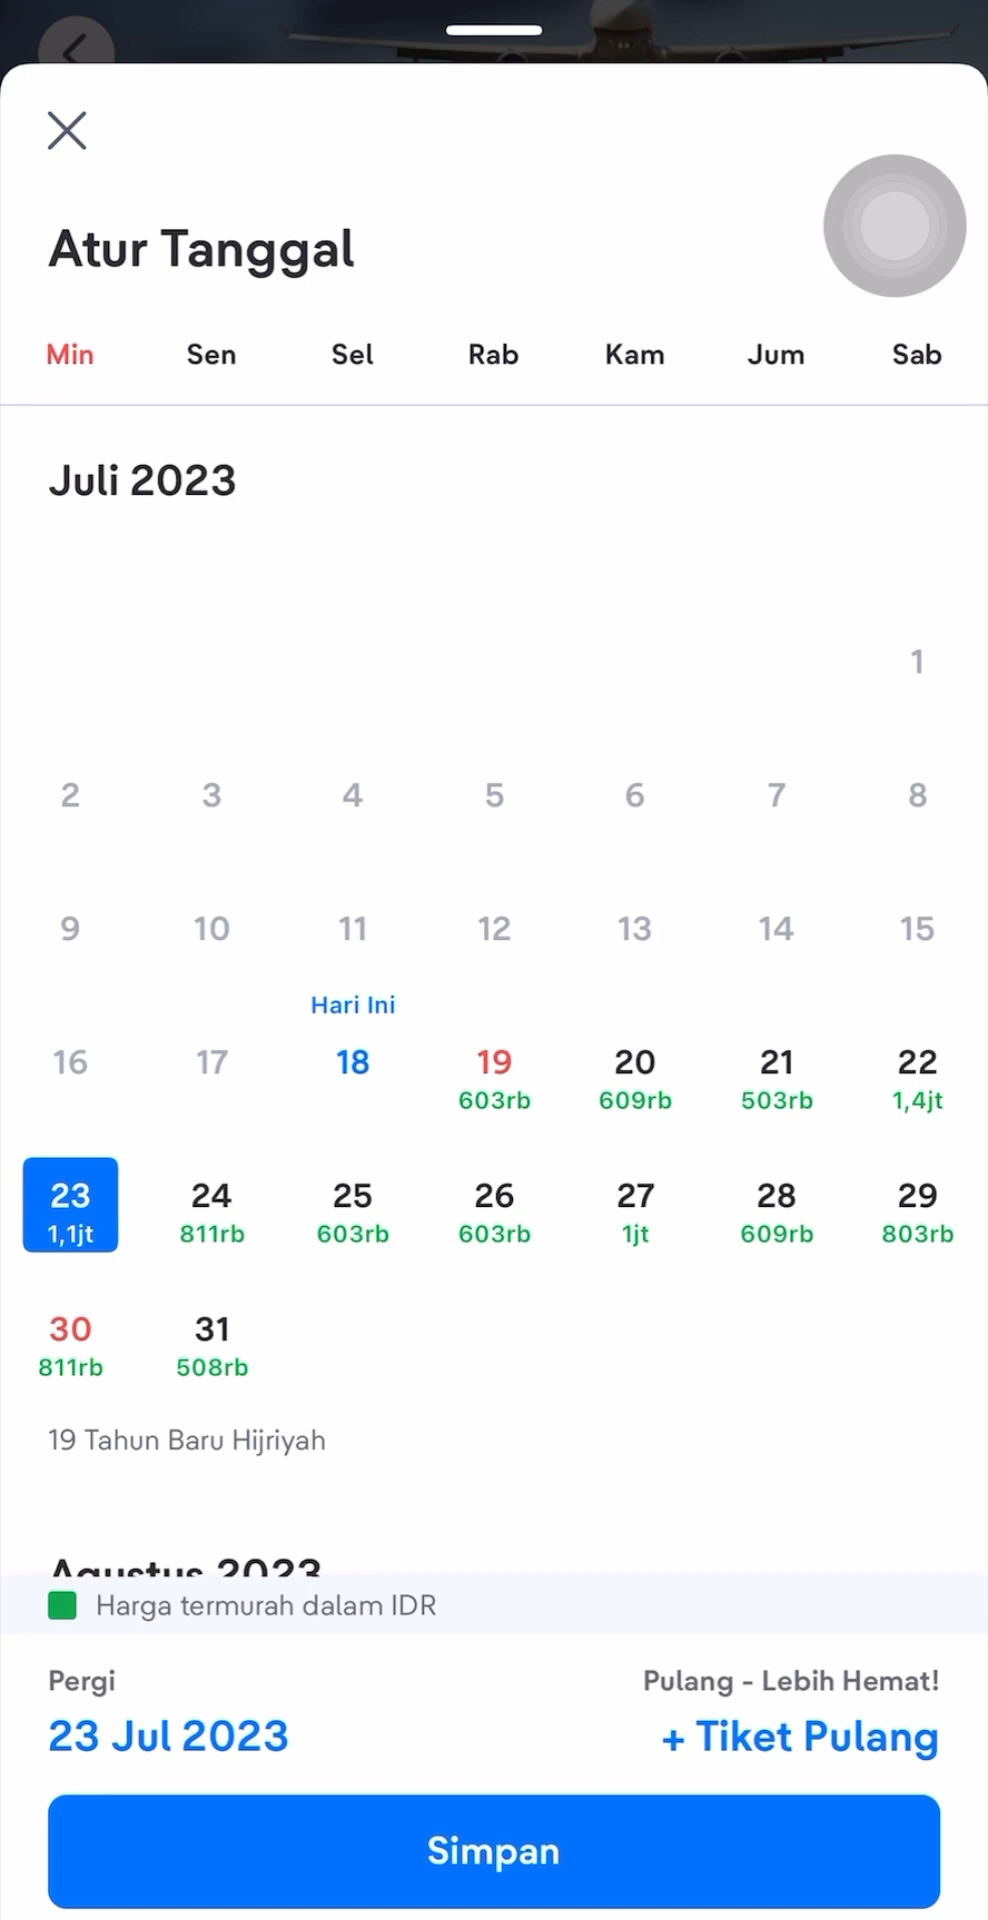 Atur Tanggal
Min Sen Sel Rab Kam Jum Sab
Juli 2023
1
2 3 4 5 6 7 8
9 10 11 12 13 14 15
Hari Ini
16 17 18 19 20 21 22
603rb 609rb 503rb 1,4jt
23 24 25 26 27 28 29
1,1jt 811rb 603rb 603rb 1jt 609rb 803rb
30 31
811rb 508rb
19 Tahun Baru Hijriyah
Agustus 2023
Harga termurah dalam IDR
Pergi Pulang - Lebih Hemat!
23 Jul 2023 + Tiket Pulang
Simpan